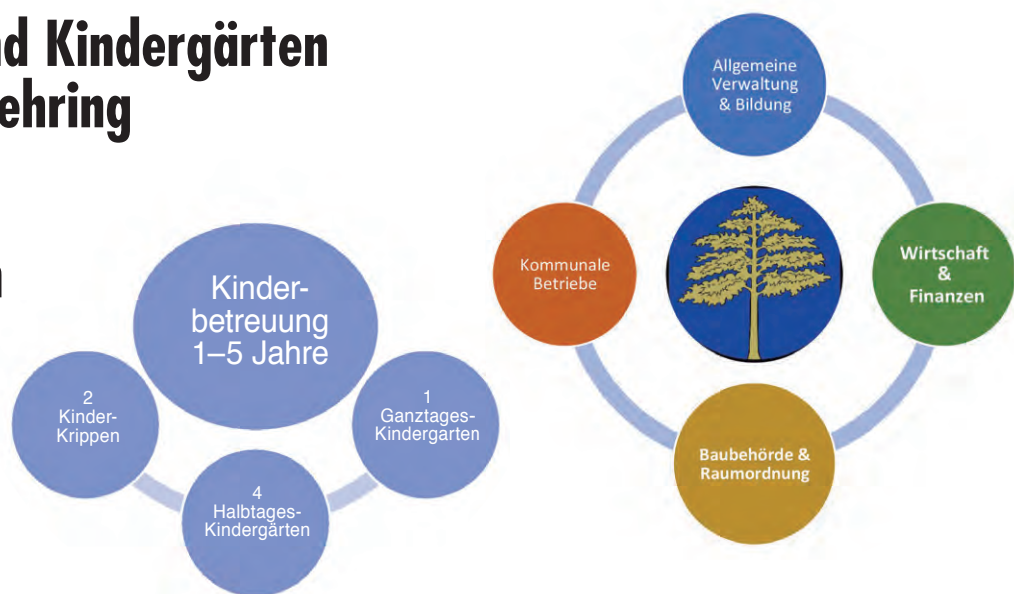 Kindergärten
Kinder-
betreuung
1–5 Jahre
2
Kinder-
Krippen
4
Halbtages-
Kindergärten
1
Ganztages-
Kindergarten
Allgemeine
Verwaltung
& Bildung
Kommunale
Betriebe
Wirtschaft
&
Finanzen
Baubehörde &
Raumordnung